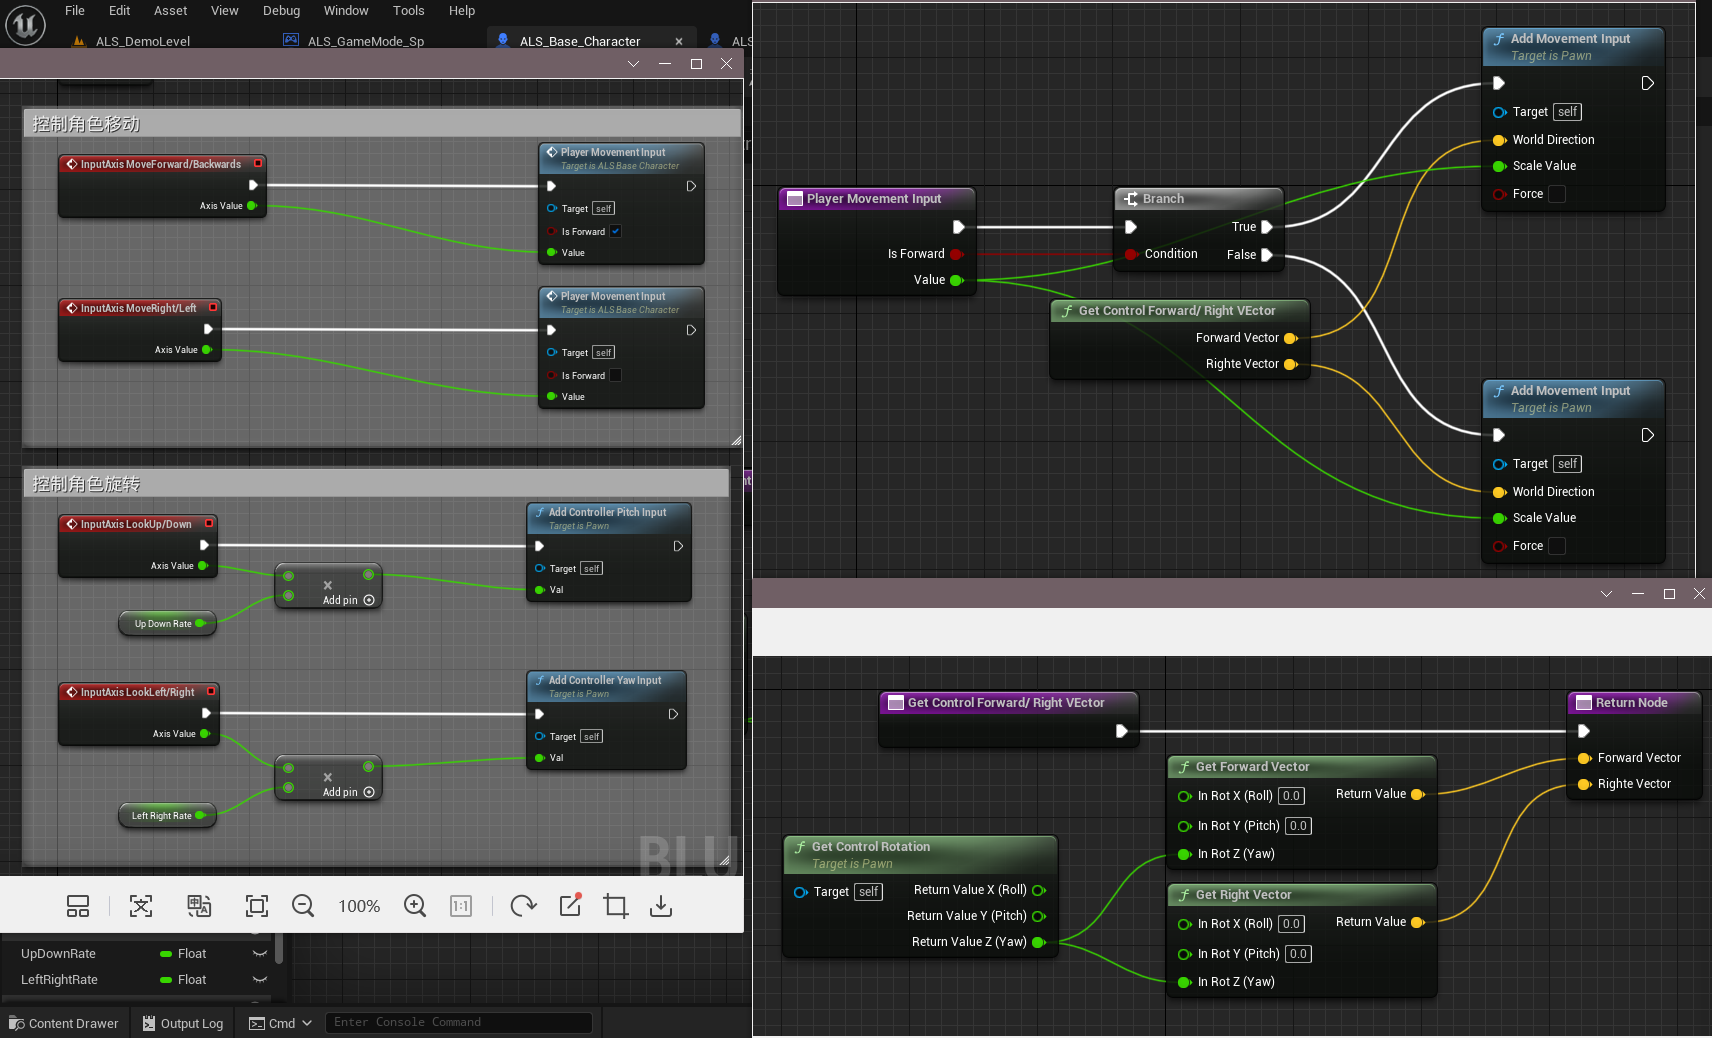 File Edit Asset View Debug Window Tools Help
ALS_DemoLevel ALS_GameMode_Sp ALS_Base_Character ALS
控制角色移动
InputAxis MoveForward/Backwards
Axis Value
Player Movement Input
Target is ALS Base Character
Target self
Is Forward
Value
InputAxis MoveRight/Left
Axis Value
Player Movement Input
Target is ALS Base Character
Target self
Is Forward
Value
控制角色旋转
InputAxis LookUp/Down
Axis Value
Up Down Rate
Add pin
Add Controller Pitch Input
Target is Pawn
Target self
Val
InputAxis LookLeft/Right
Axis Value
Left Right Rate
Add pin
Add Controller Yaw Input
Target is Pawn
Target self
Val
BLU
100%
1:1
UpDownRate Float
LeftRightRate Float
Content Drawer Output Log Cmd Enter Console Command
Player Movement Input
Is Forward
Value
Branch
True
Condition False
Get Control Forward/ Right VEctor
Forward Vector
Righte Vector
Add Movement Input
Target is Pawn
Target self
World Direction
Scale Value
Force
Add Movement Input
Target is Pawn
Target self
World Direction
Scale Value
Force
Get Control Forward/ Right VEctor
Return Node
Forward Vector
Righte Vector
Get Forward Vector
In Rot X (Roll) 0.0 Return Value
In Rot Y (Pitch) 0.0
In Rot Z (Yaw)
Get Control Rotation
Target is Pawn
Target self Return Value X (Roll)
Return Value Y (Pitch)
Return Value Z (Yaw)
Get Right Vector
In Rot X (Roll) 0.0 Return Value
In Rot Y (Pitch) 0.0
In Rot Z (Yaw)